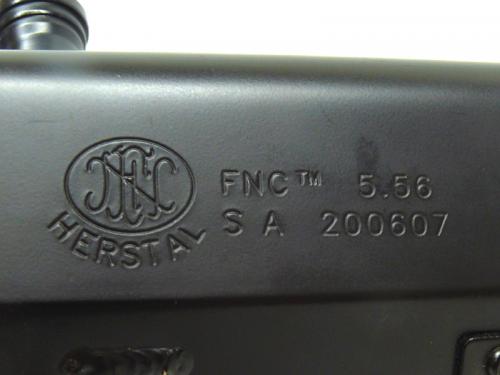 FN
HERSTAL
FNC™ 5.56
S A 200607